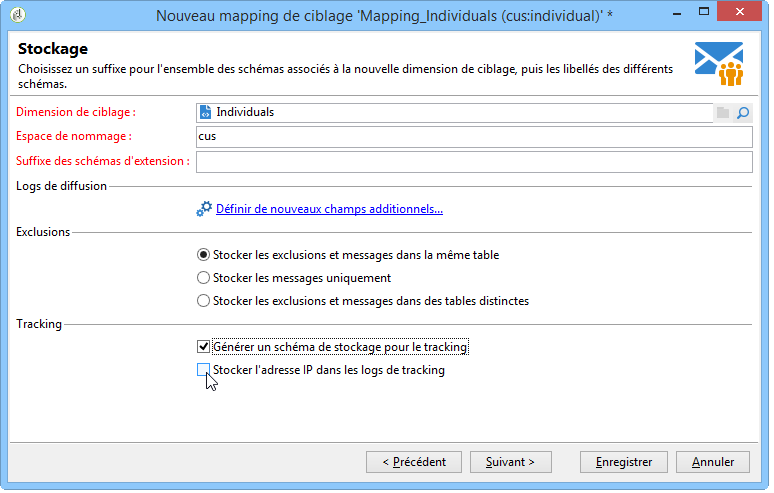 Nouveau mapping de ciblage 'Mapping_Individuals (cus:individual)' *
Stockage
Choisissez un suffixe pour l'ensemble des schémas associés à la nouvelle dimension de ciblage, puis les libellés des différents
schémas.
Dimension de ciblage : Individuals
Espace de nommage : cus
Suffixe des schémas d'extension :
Logs de diffusion
Définir de nouveaux champs additionnels...
Exclusions
Stocker les exclusions et messages dans la même table
Stocker les messages uniquement
Stocker les exclusions et messages dans des tables distinctes
Tracking
Générer un schéma de stockage pour le tracking
Stocker l'adresse IP dans les logs de tracking
< Précédent Suivant > Enregistrer Annuler